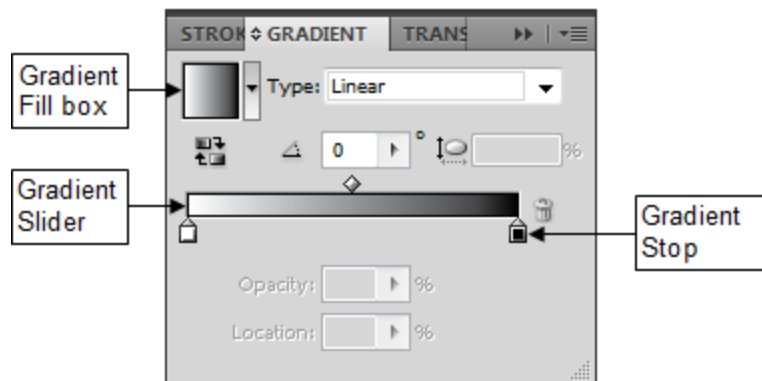 STROK GRADIENT TRANS
Gradient
Fill box
Type: Linear
0 ° %
Gradient
Slider
Gradient
Stop
Opacity: %
Location: %